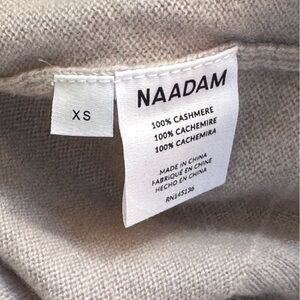 XS
NAADAM
100% CASHMERE
100% CACHEMIRE
100% CACHEMIRA
MADE IN CHINA
FABRIQUÉ EN CHINE
HECHO EN CHINA
RN145136